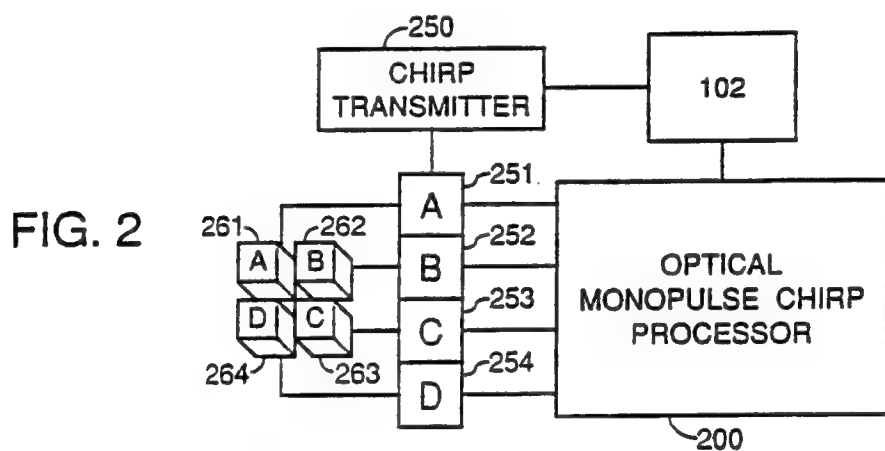 250
CHIRP
TRANSMITTER
102
251
A
FIG. 2
261
262
252
A
B
B
OPTICAL
MONOPULSE CHIRP
PROCESSOR
253
D
C
C
264
263
254
D
200